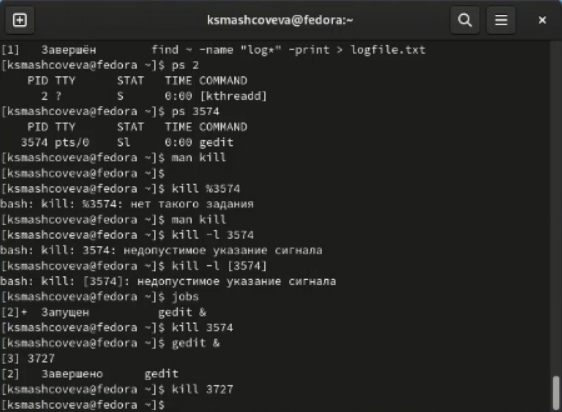 ksmashcoveva@fedora:~
[1]   Завершён        find ~ -name "log*" -print > logfile.txt
[ksmashcoveva@fedora ~]$ ps 2
PID TTY      STAT   TIME COMMAND
2 ?        S      0:00 [kthreadd]
[ksmashcoveva@fedora ~]$ ps 3574
PID TTY      STAT   TIME COMMAND
3574 pts/0    Sl     0:00 gedit
[ksmashcoveva@fedora ~]$ man kill
[ksmashcoveva@fedora ~]$
[ksmashcoveva@fedora ~]$ kill %3574
bash: kill: %3574: нет такого задания
[ksmashcoveva@fedora ~]$ man kill
[ksmashcoveva@fedora ~]$ kill -l 3574
bash: kill: 3574: недопустимое указание сигнала
[ksmashcoveva@fedora ~]$ kill -l [3574]
bash: kill: [3574]: недопустимое указание сигнала
[ksmashcoveva@fedora ~]$ jobs
[2]+  Запущен         gedit &
[ksmashcoveva@fedora ~]$ kill 3574
[ksmashcoveva@fedora ~]$ gedit &
[3] 3727
[2]   Завершено      gedit
[ksmashcoveva@fedora ~]$ kill 3727
[ksmashcoveva@fedora ~]$